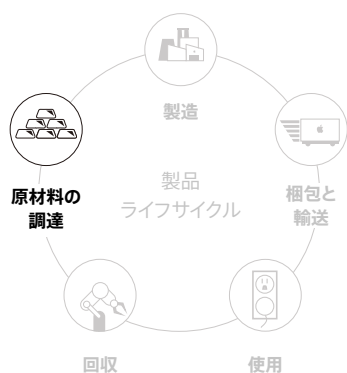 製造
原材料の
調達
製品
ライフサイクル
梱包と
輸送
回収
使用